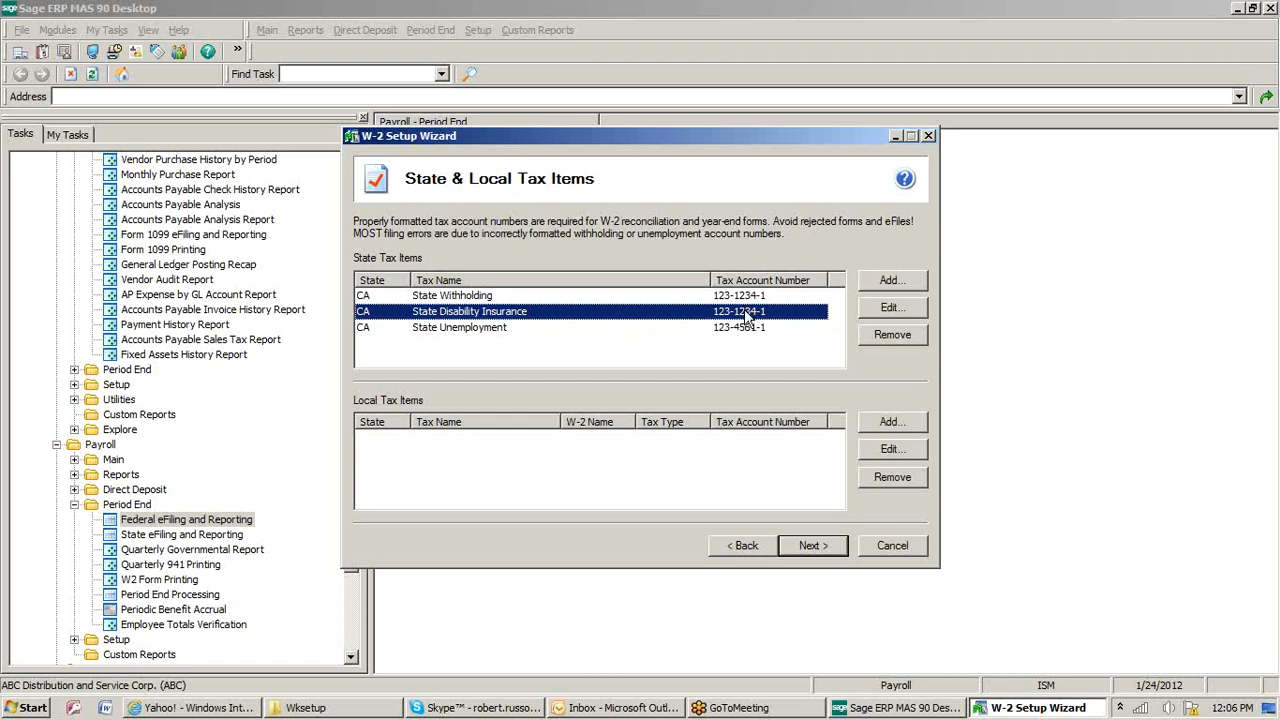 Sage ERP MAS 90 Desktop
File Modules My Tasks View Help Main Reports Direct Deposit Period End Setup Custom Reports
»
Find Task
Address
Tasks My Tasks
Payroll - Period End
Vendor Purchase History by Period
Monthly Purchase Report
Accounts Payable Check History Report
Accounts Payable Analysis
Accounts Payable Analysis Report
Form 1099 eFiling and Reporting
Form 1099 Printing
General Ledger Posting Recap
Vendor Audit Report
AP Expense by GL Account Report
Accounts Payable Invoice History Report
Payment History Report
Accounts Payable Sales Tax Report
Fixed Assets History Report
Period End
Setup
Utilities
Custom Reports
Explore
Payroll
Main
Reports
Direct Deposit
Period End
Federal eFiling and Reporting
State eFiling and Reporting
Quarterly Governmental Report
Quarterly 941 Printing
W2 Form Printing
Period End Processing
Periodic Benefit Accrual
Employee Totals Verification
Setup
Custom Reports
W-2 Setup Wizard
State & Local Tax Items
Properly formatted tax account numbers are required for W-2 reconciliation and year-end forms. Avoid rejected forms and eFiles!
MOST filing errors are due to incorrectly formatted withholding or unemployment account numbers.
State Tax Items
State Tax Name Tax Account Number
CA State Withholding 123-1234-1
CA State Disability Insurance 123-1234-1
CA State Unemployment
Add...
Edit...
Remove
Local Tax Items
State Tax Name W-2 Name Tax Type Tax Account Number
Add...
Edit...
Remove
< Back Next > Cancel
ABC Distribution and Service Corp. (ABC) Payroll ISM 1/24/2012
Start Yahoo! - Windows Int... Wksetup Skype™ - robert.russo... Inbox - Microsoft Outl... GoToMeeting Sage ERP MAS 90 Des... W-2 Setup Wizard 12:06 PM